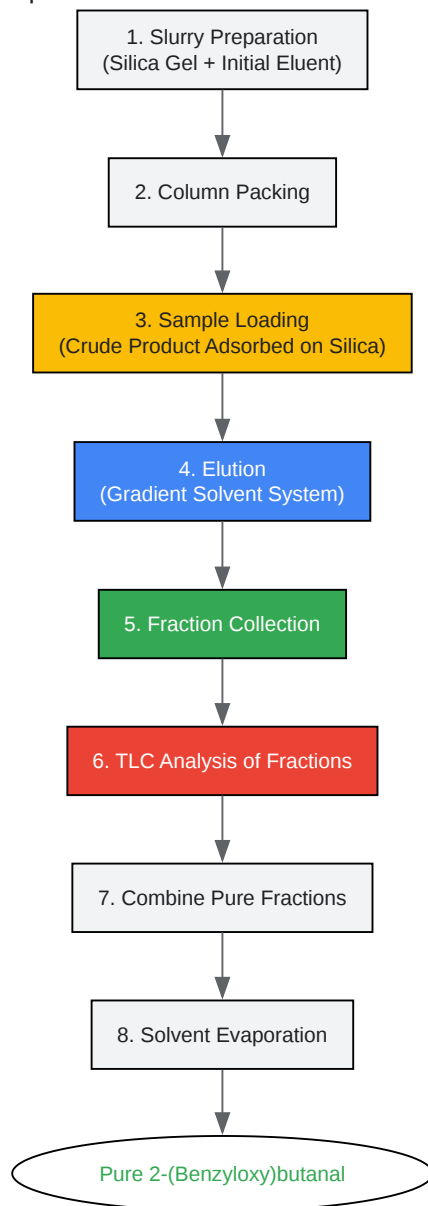 1. Slurry Preparation
(Silica Gel + Initial Eluent)
2. Column Packing
3. Sample Loading
(Crude Product Adsorbed on Silica)
4. Elution
(Gradient Solvent System)
5. Fraction Collection
6. TLC Analysis of Fractions
7. Combine Pure Fractions
8. Solvent Evaporation
Pure 2-(Benzyloxy)butanal